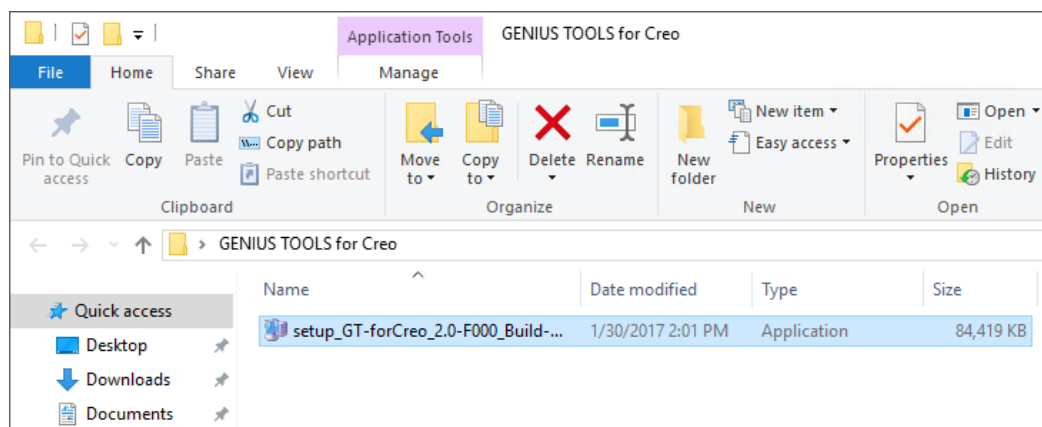 Application Tools GENIUS TOOLS for Creo
File Home Share View Manage
Pin to Quick access
Copy
Paste
Cut
Copy path
Paste shortcut
Clipboard
Move to
Copy to
Delete
Rename
Organize
New folder
New item
Easy access
New
Properties
Open
Edit
History
Open
GENIUS TOOLS for Creo
Name Date modified Type Size
Quick access
setup_GT-forCreo_2.0-F000_Build-... 1/30/2017 2:01 PM Application 84,419 KB
Desktop
Downloads
Documents